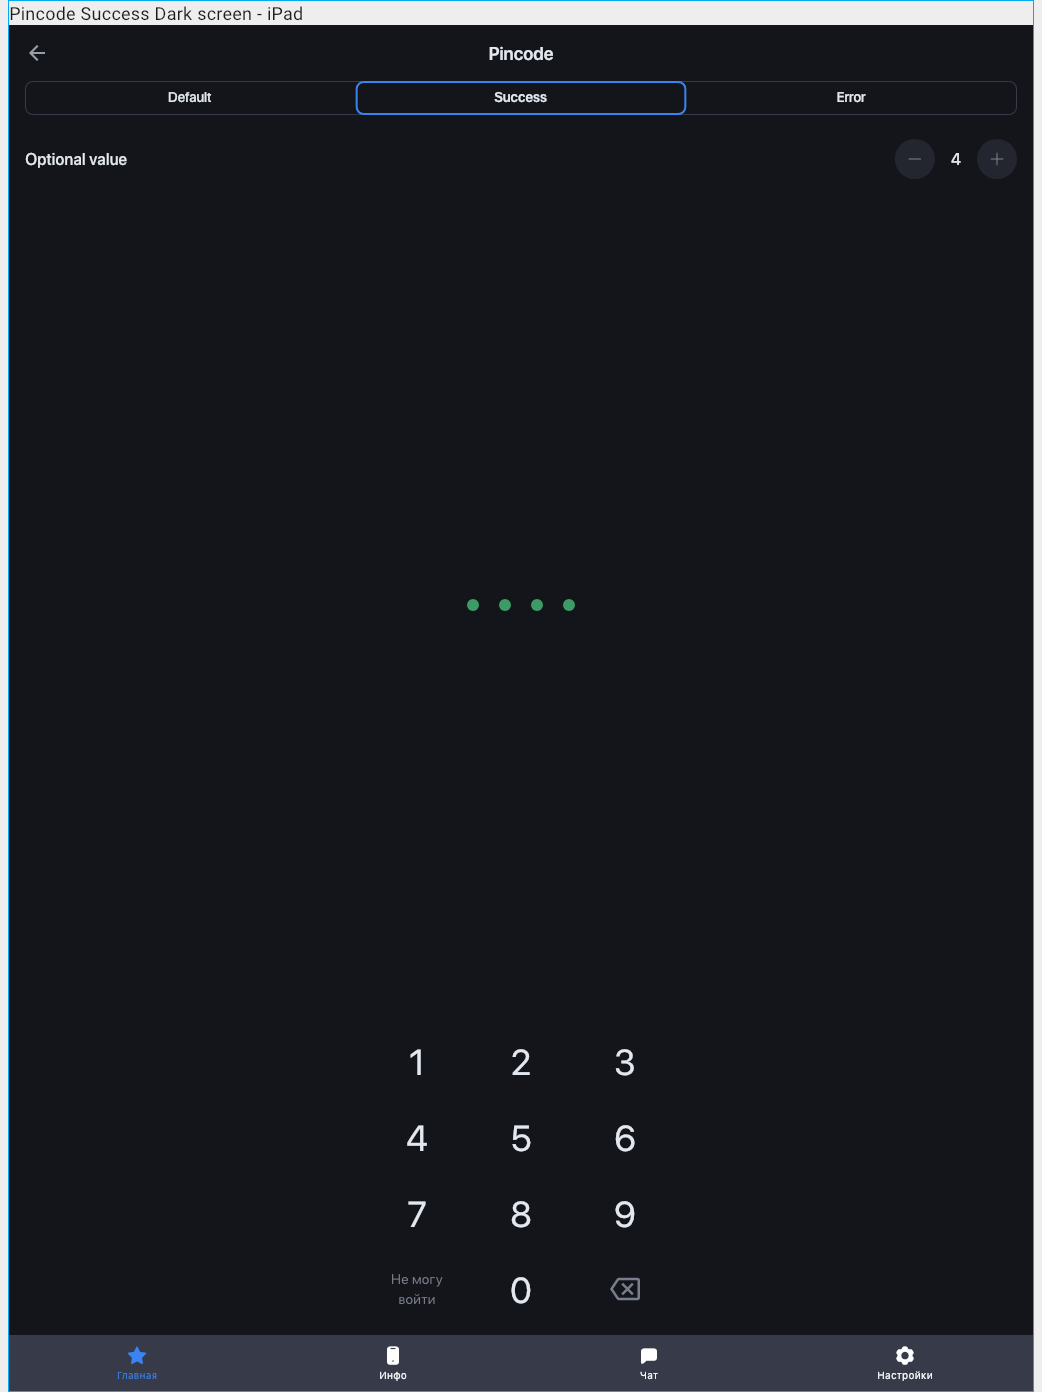 Pincode Success Dark screen - iPad
Pincode
Default Success Error
Optional value 4
1 2 3
4 5 6
7 8 9
Не могу
войти
0
Главная Инфо Чат Настройки